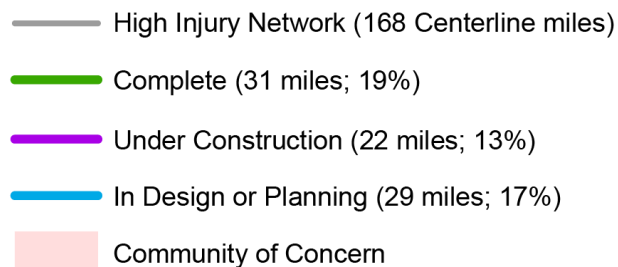 High Injury Network (168 Centerline miles)
Complete (31 miles; 19%)
Under Construction (22 miles; 13%)
In Design or Planning (29 miles; 17%)
Community of Concern